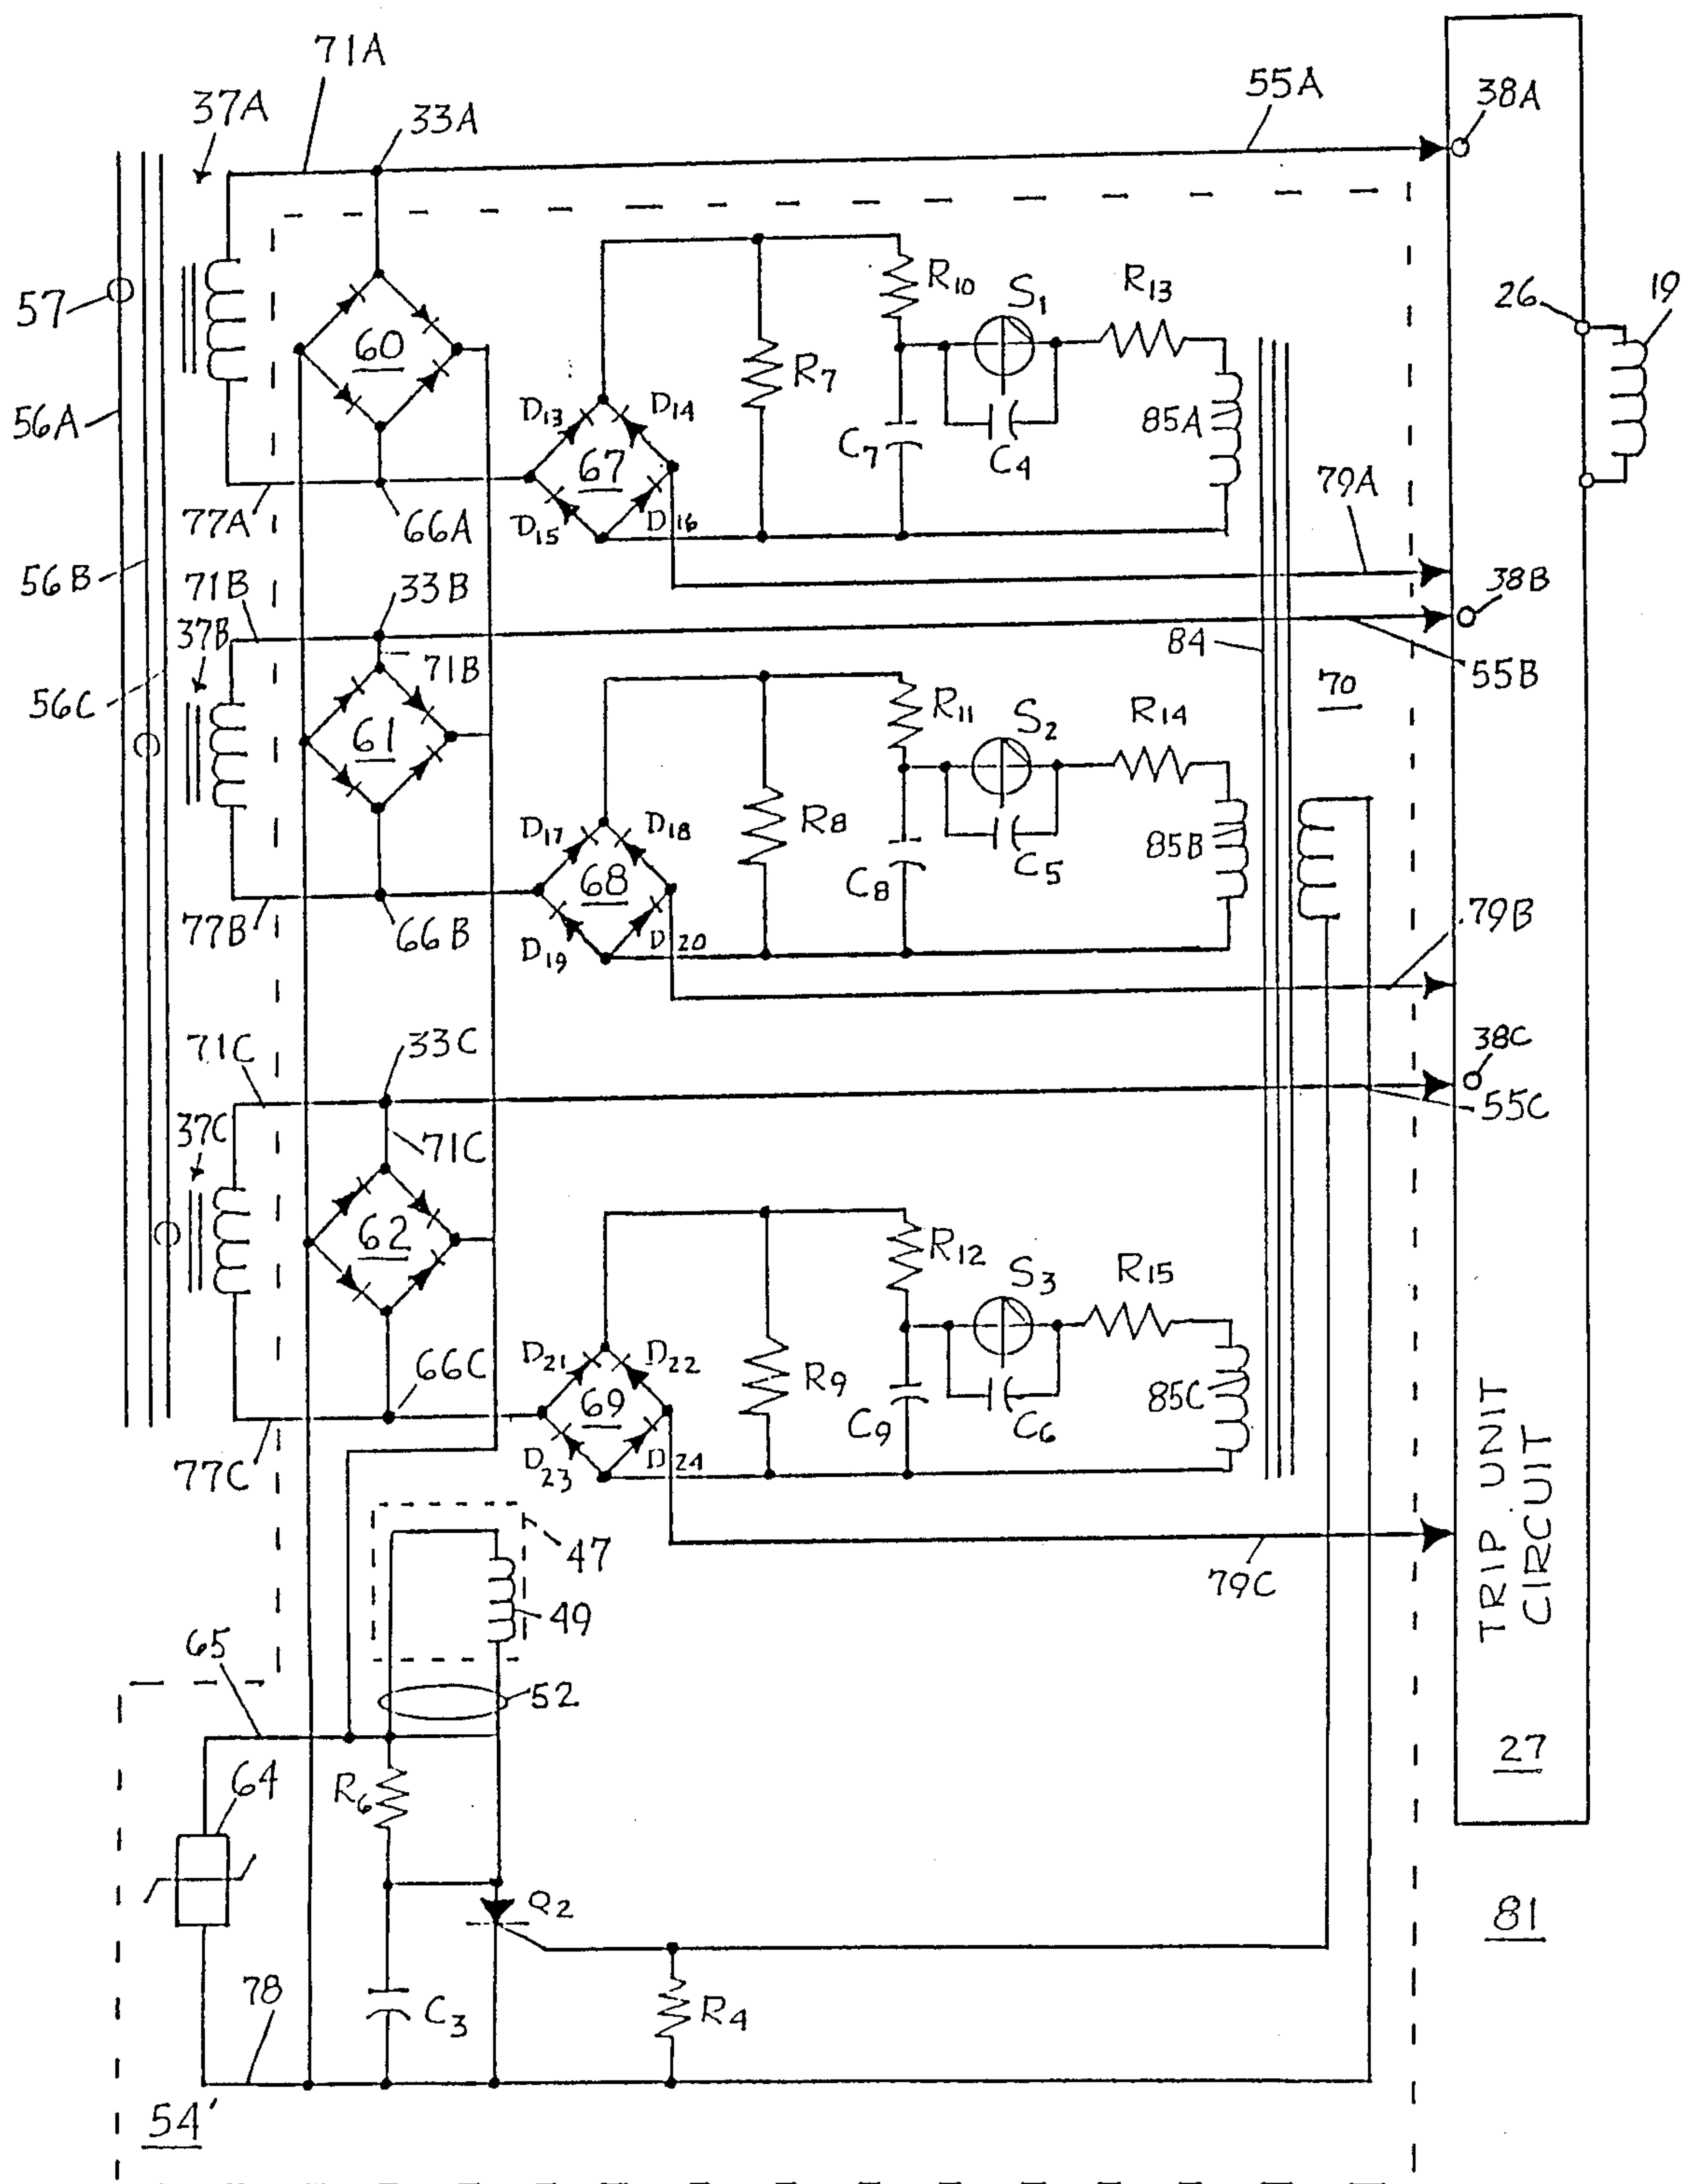 71A
55A
38A
37A
33A
57
R10
S1
R13
26
19
60
R7
56A
D13
D14
C7
C4
85A
67
79A
77A
66A
D15
D16
56B
71B
33B
38B
37B
84
71B
55B
56C
70
R11
S2
R14
61
D17
D18
R8
C8
C5
85B
68
79B
77B
66B
D19
D20
71C
33C
38C
55C
37C
71C
R12
S3
R15
62
D21
D22
66C
R9
69
C9
C6
85C
77C
D23
D24
47
79C
49
65
52
TRIP UNIT
CIRCUIT
27
64
R6
Q2
81
78
C3
R4
54'